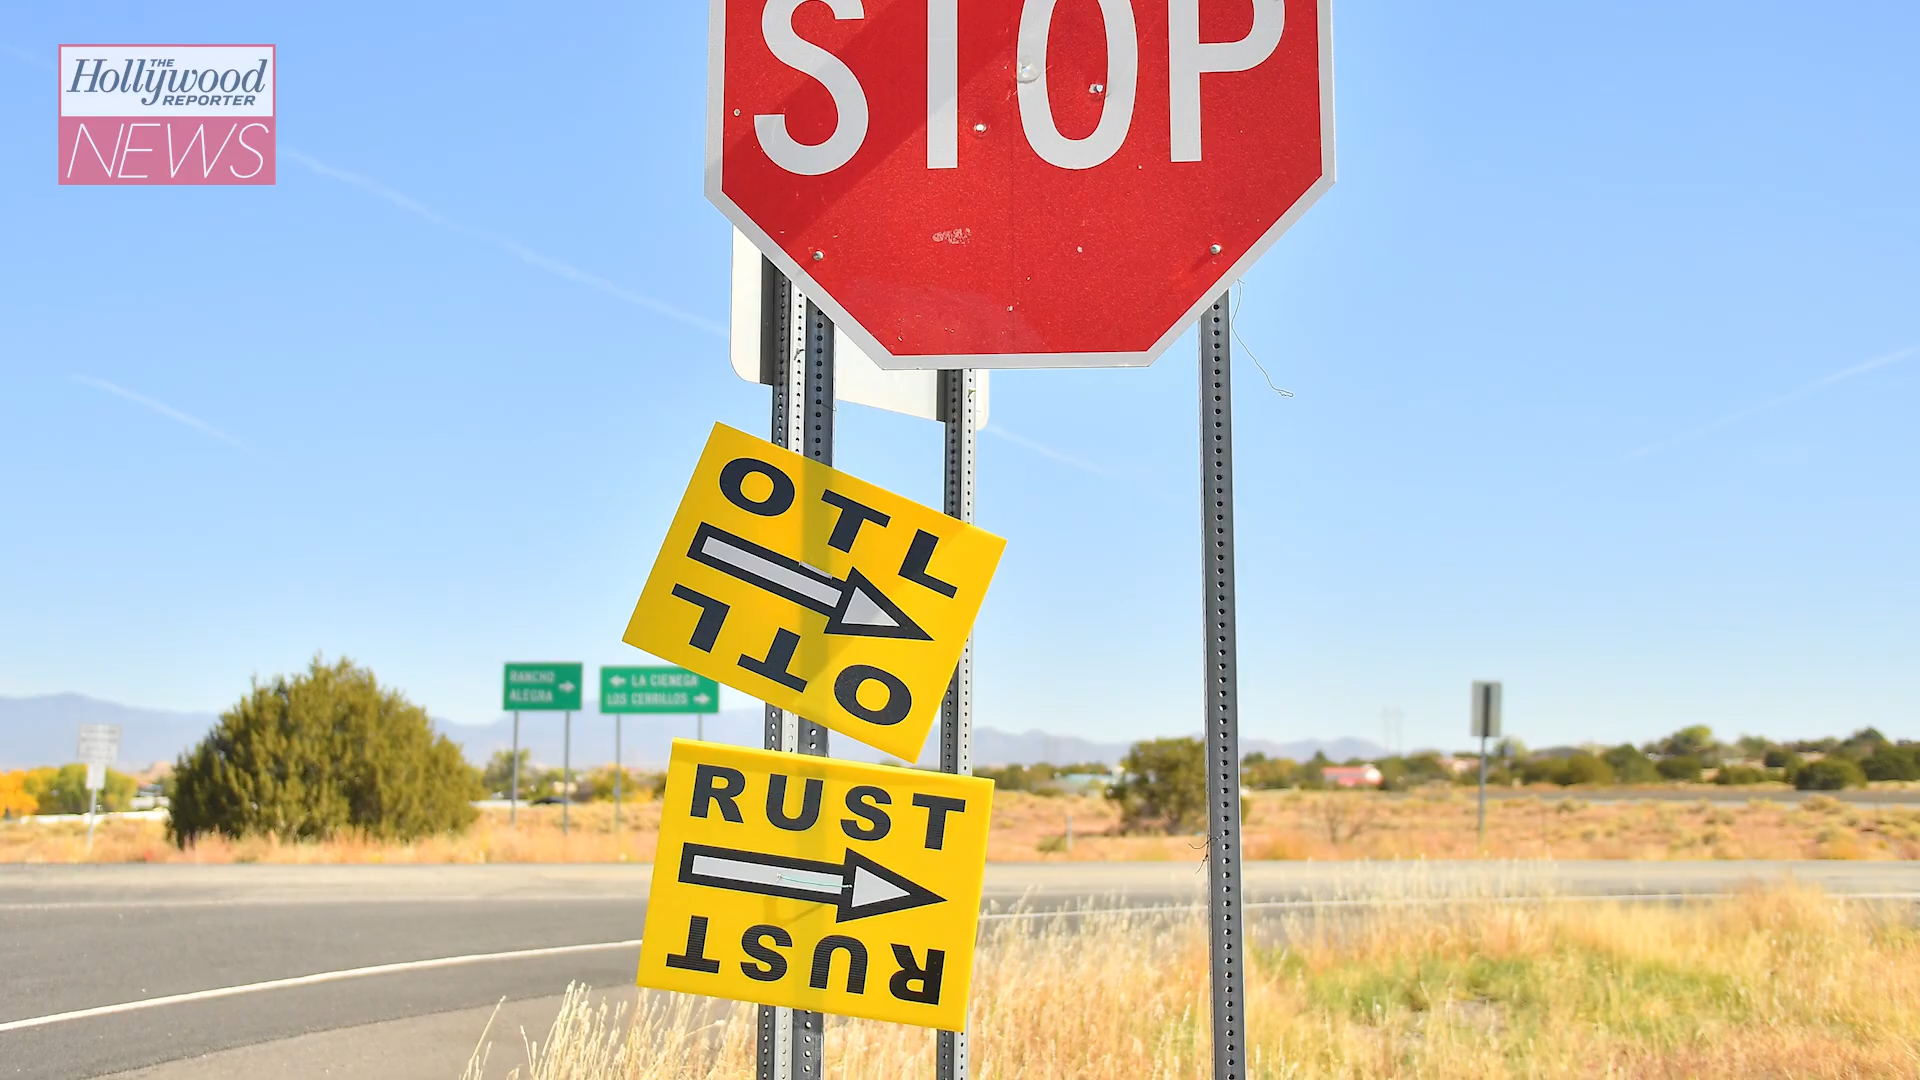 THE
Hollywood
REPORTER
NEWS
STOP
OTL
OTL
RANCHO
ALEGRA
LA CIENEGA
LOS CERRILLOS
RUST
RUST